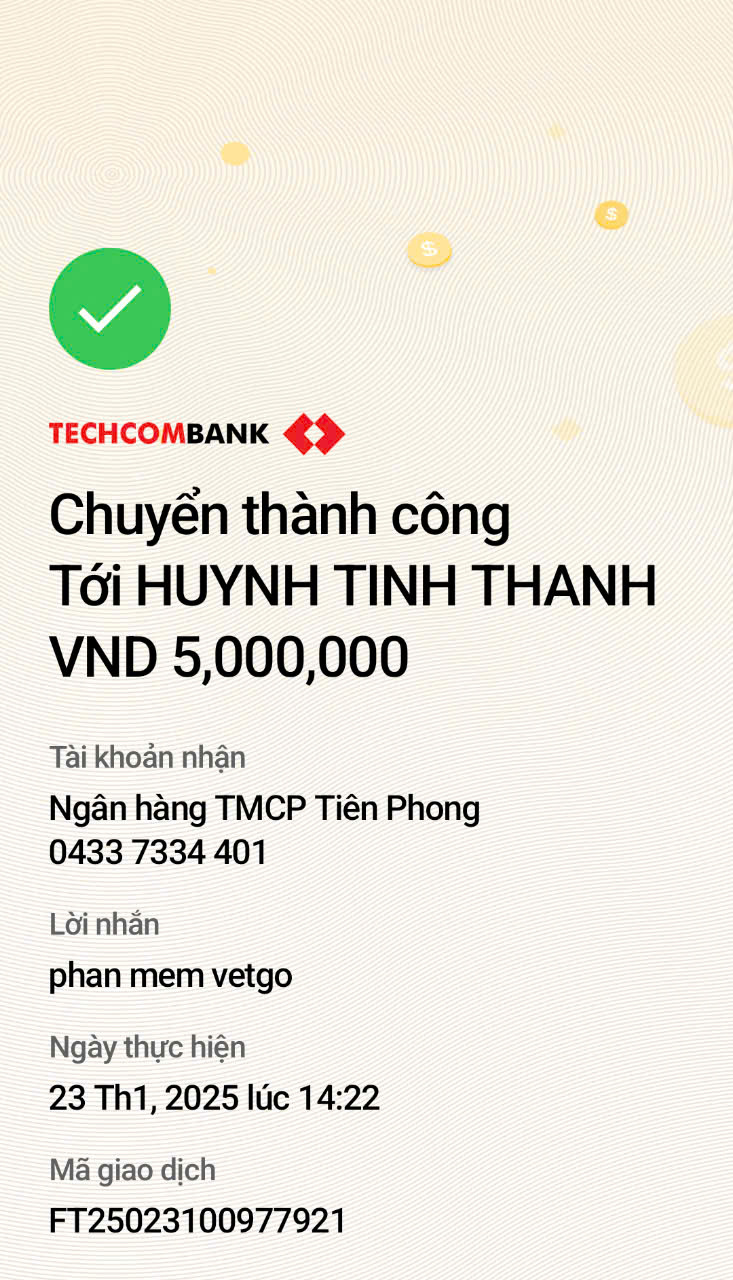 TECHCOMBANK
Chuyển thành công
Tới HUYNH TINH THANH
VND 5,000,000
Tài khoản nhận
Ngân hàng TMCP Tiên Phong
0433 7334 401
Lời nhắn
phan mem vetgo
Ngày thực hiện
23 Th1, 2025 lúc 14:22
Mã giao dịch
FT25023100977921